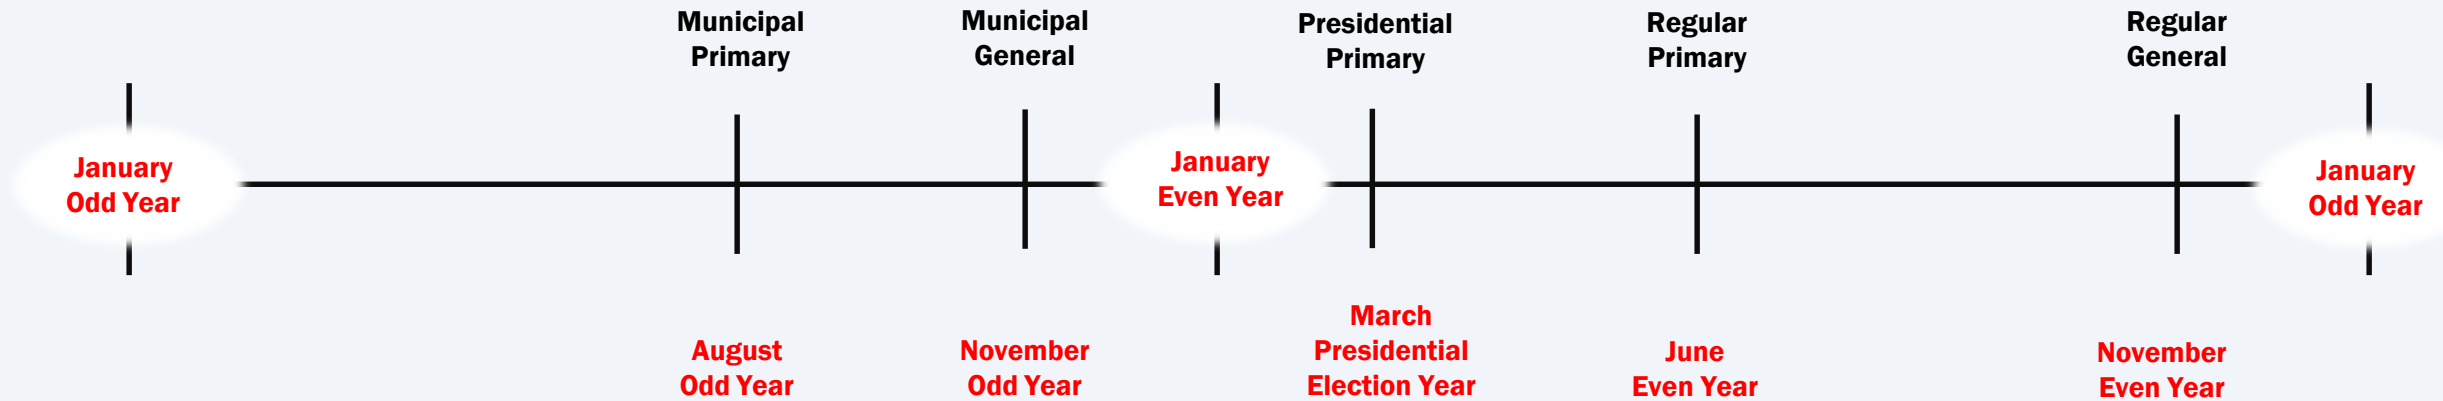 Municipal
Primary
Municipal
General
Presidential
Primary
Regular
Primary
Regular
General
January
Odd Year
January
Even Year
January
Odd Year
August
Odd Year
November
Odd Year
March
Presidential
Election Year
June
Even Year
November
Even Year